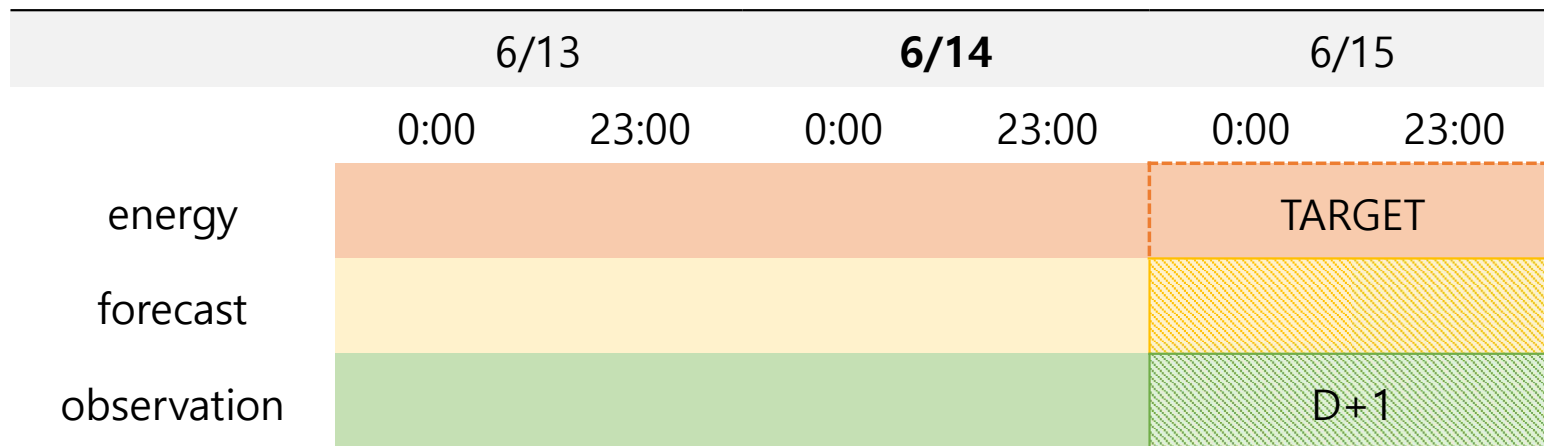 6/13 6/14 6/15
0:00 23:00 0:00 23:00 0:00 23:00
energy TARGET
forecast
observation D+1